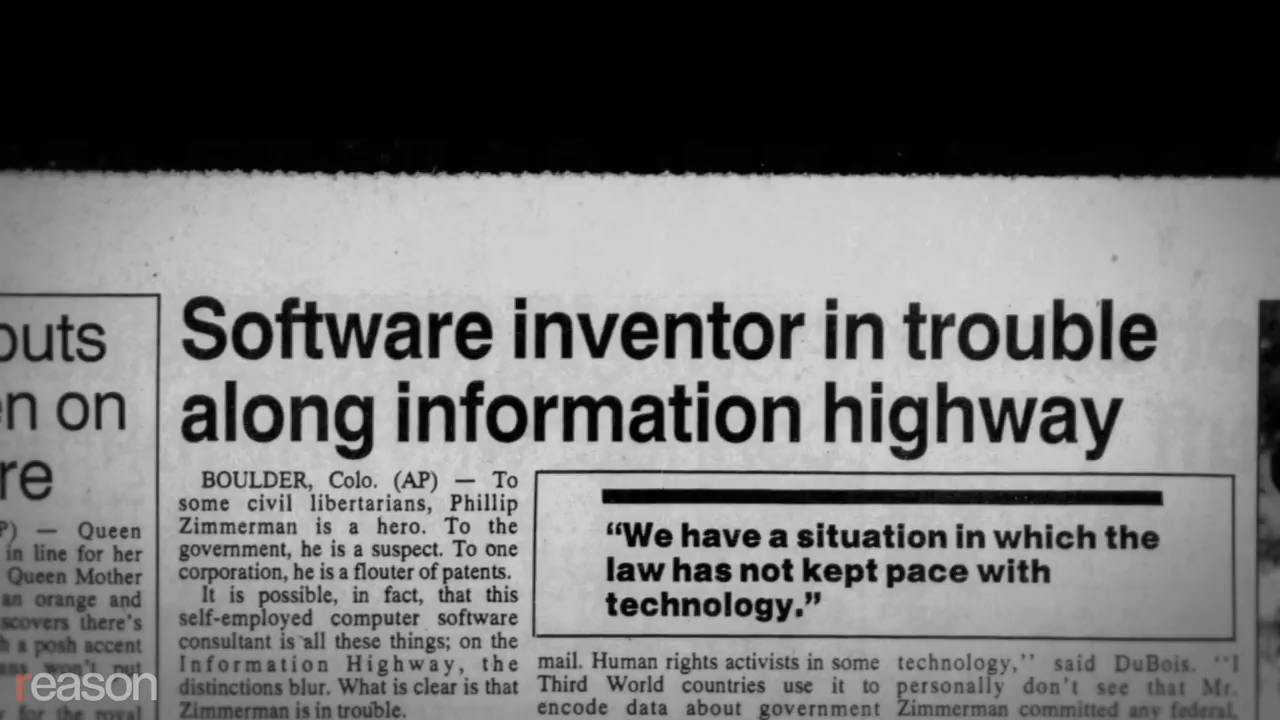 outs
en on
re
P) — Queen
in line for her
Queen Mother
an orange and
scovers there's
h a posh accent
ans won't put
for the royal
Software inventor in trouble
along information highway
BOULDER, Colo. (AP) — To
some civil libertarians, Phillip
Zimmerman is a hero. To the
government, he is a suspect. To one
corporation, he is a flouter of patents.
It is possible, in fact, that this
self-employed computer software
consultant is all these things; on the
Information Highway, the
distinctions blur. What is clear is that
Zimmerman is in trouble.
“We have a situation in which the
law has not kept pace with
technology.”
mail. Human rights activists in some
Third World countries use it to
encode data about government
technology,'' said DuBois. ''I
personally don't see that Mr.
Zimmerman committed any federal,
reason